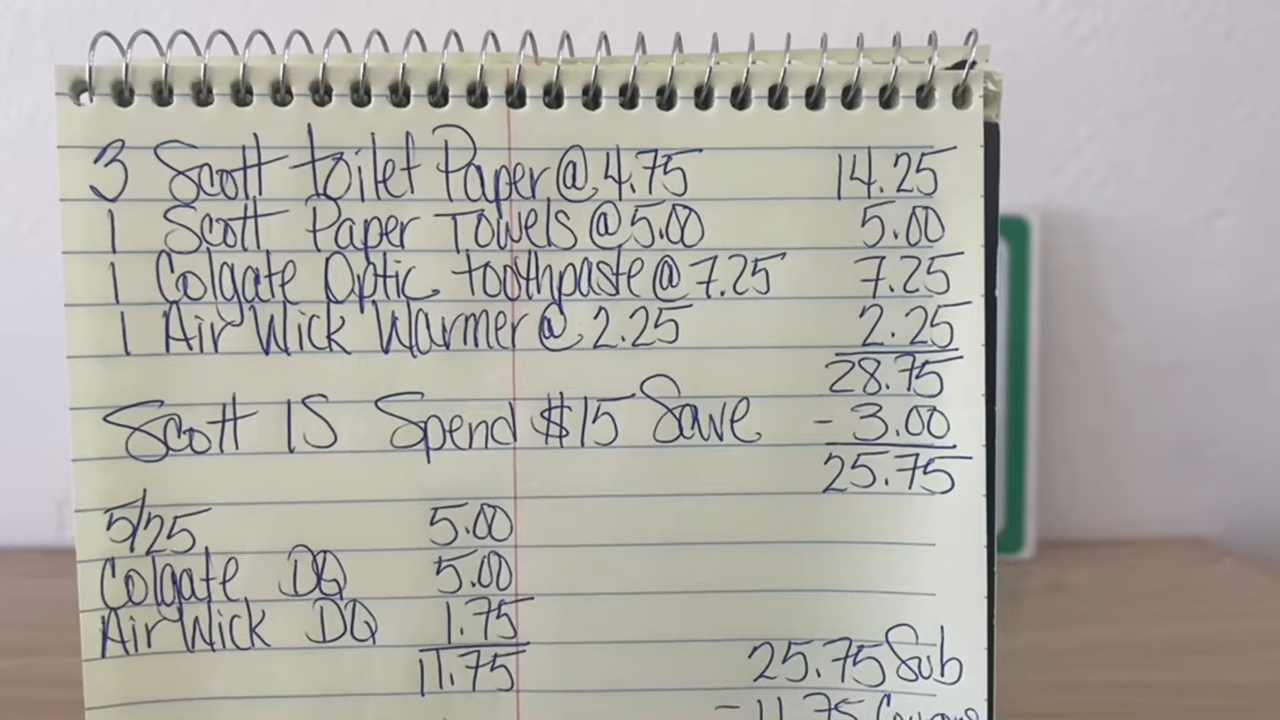 3 Scott toilet Paper @ 4.75 14.25
1 Scott Paper Towels @ 5.00 5.00
1 Colgate Optic toothpaste @ 7.25 7.25
1 Air Wick Warmer @ 2.25 2.25
28.75
Scott IS Spend $15 Save - 3.00
25.75
5/25 5.00
Colgate DQ 5.00
Air Wick DQ 1.75
11.75
25.75 Sub
- 11.75